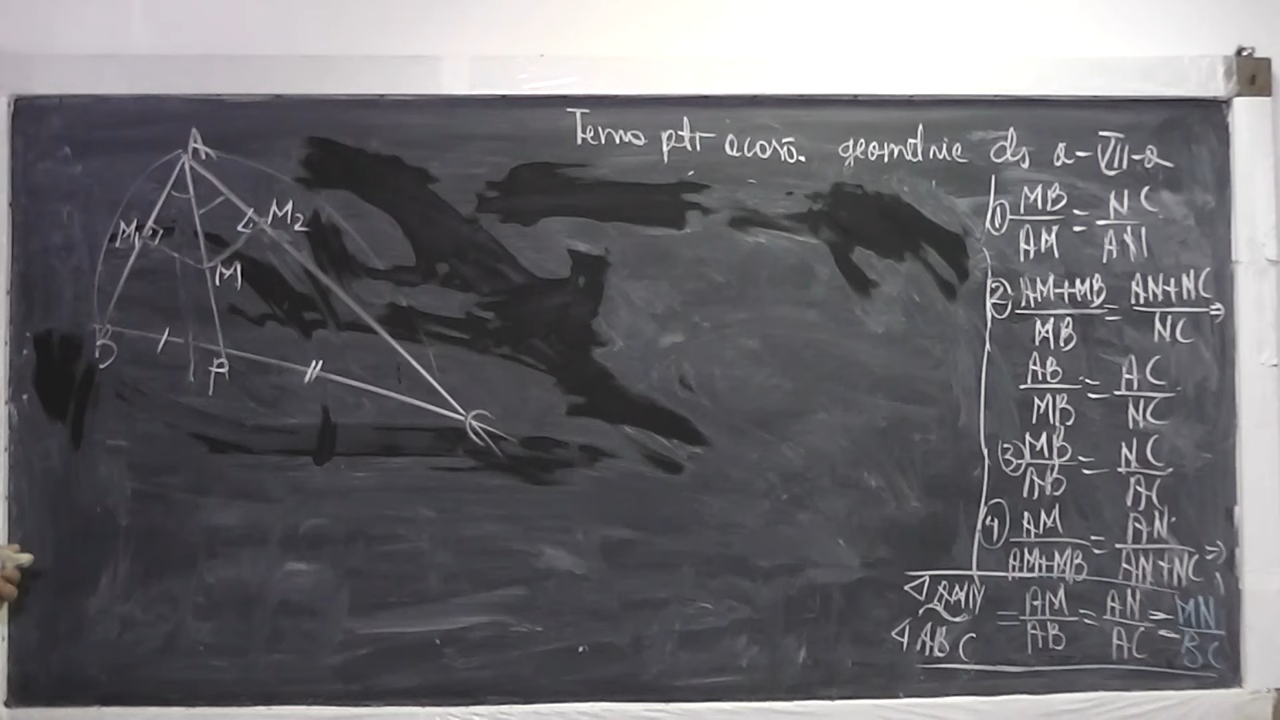 Tema ptr acasă. geometrie cls a-VII-a
A
M1
M2
M
B
P
C
① MB/AM = NC/AN
② AM+MB/MB = AN+NC/NC ⇒
AB/MB = AC/NC
③ MB/AB = NC/AC
④ AM/AM+MB = AN/AN+NC ⇒
◁ AMN ~ ◁ ABC = AM/AB = AN/AC = MN/BC